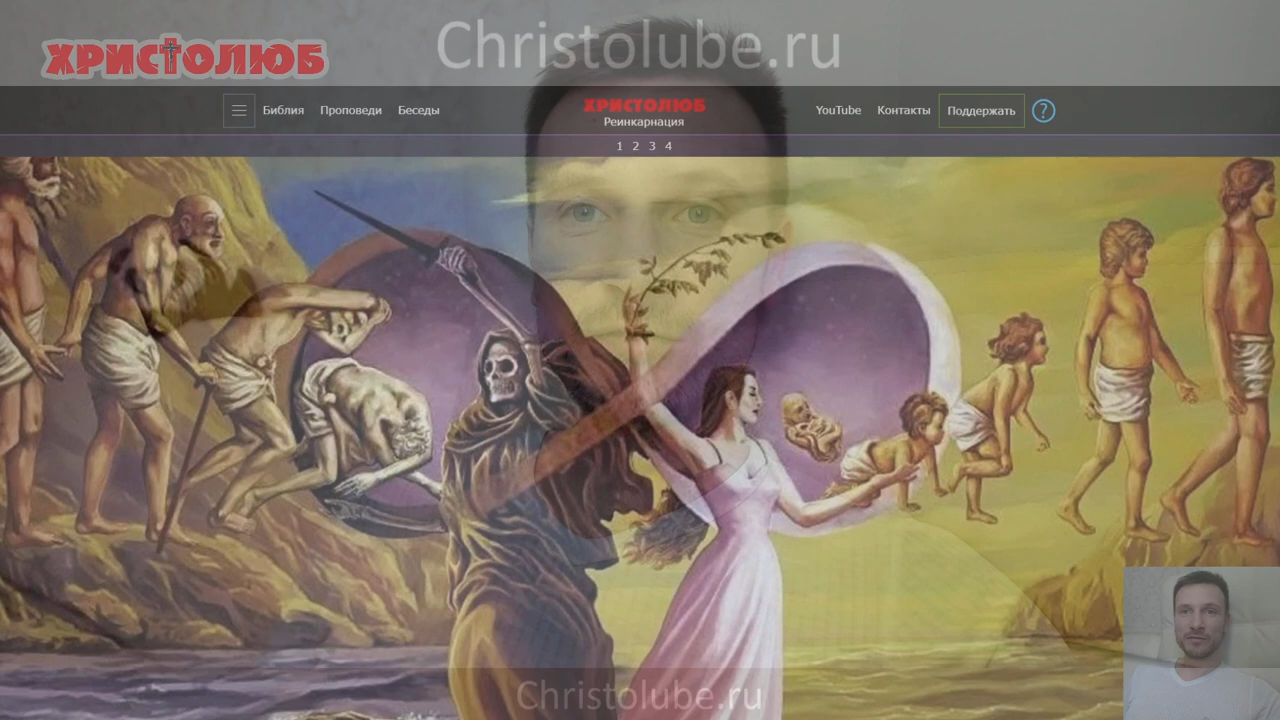 Christolube.ru
ХРИСТОЛЮБ
Библия Проповеди Беседы
ХРИСТОЛЮБ
Реинкарнация
YouTube Контакты Поддержать ?
1 2 3 4
Christolube.ru